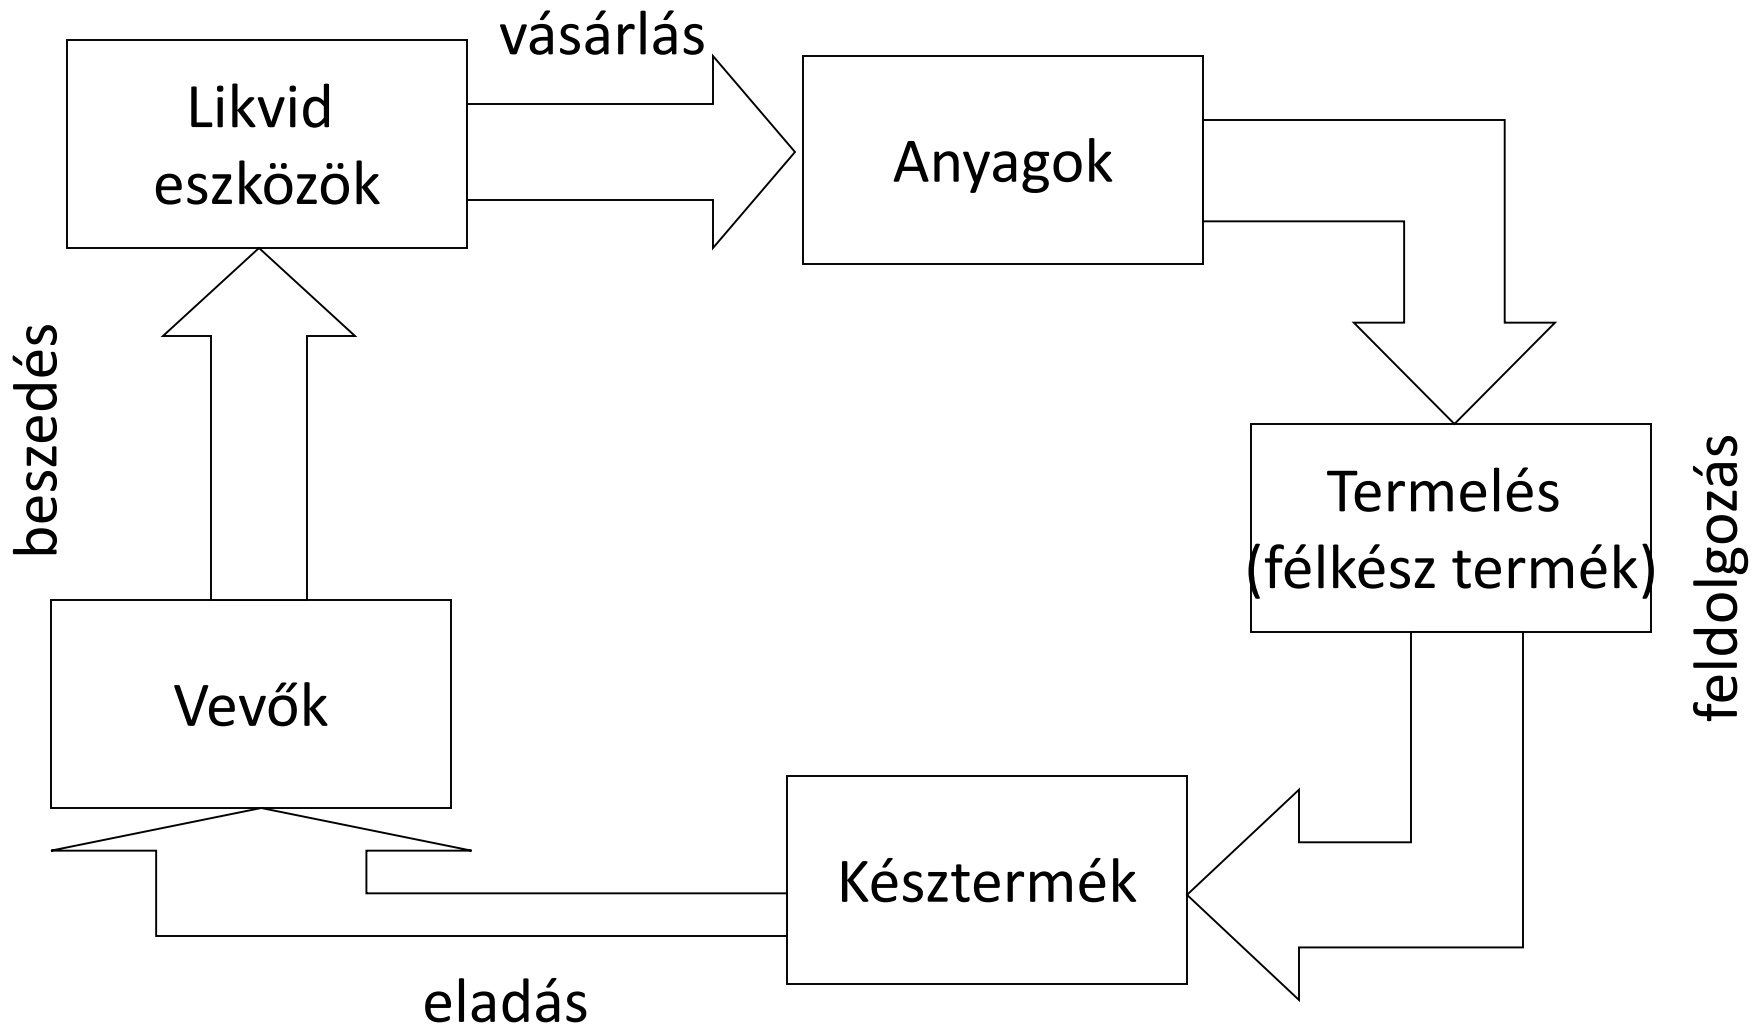 vásárlás
Likvid
eszközök
Anyagok
beszedés
Termelés
(félkész termék)
feldolgozás
Vevők
Késztermék
eladás